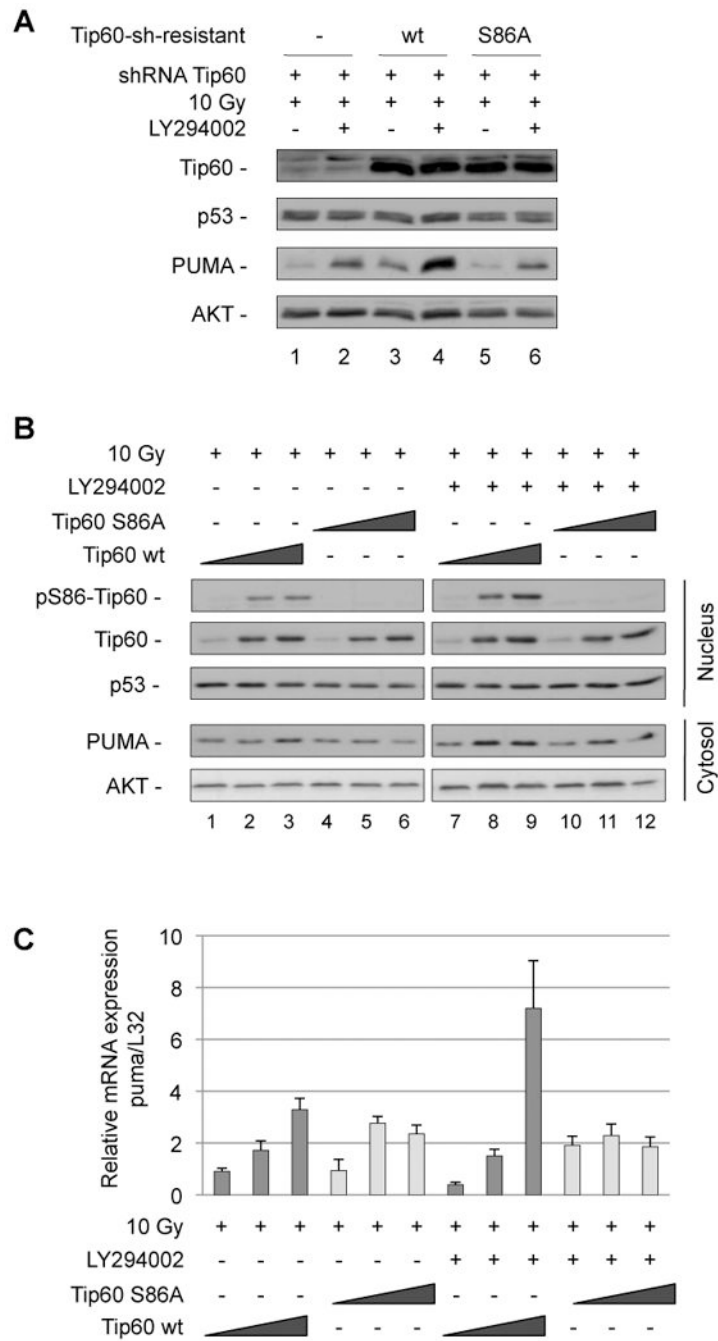 A
Tip60-sh-resistant - wt S86A
shRNA Tip60 + + + + + +
10 Gy + + + + + +
LY294002 - + - + - +
Tip60 -
p53 -
PUMA -
AKT -
1 2 3 4 5 6
B
10 Gy + + + + + + + + + + + +
LY294002 - - - - - - + + + + + +
Tip60 S86A - - - - - -
Tip60 wt - - - - - -
pS86-Tip60 -
Tip60 -
p53 -
Nucleus
PUMA -
AKT -
Cytosol
1 2 3 4 5 6 7 8 9 10 11 12
C
Relative mRNA expression
puma/L32
10
8
6
4
2
0
10 Gy + + + + + + + + + + + +
LY294002 - - - - - - + + + + + +
Tip60 S86A - - - - - -
Tip60 wt - - - - - -